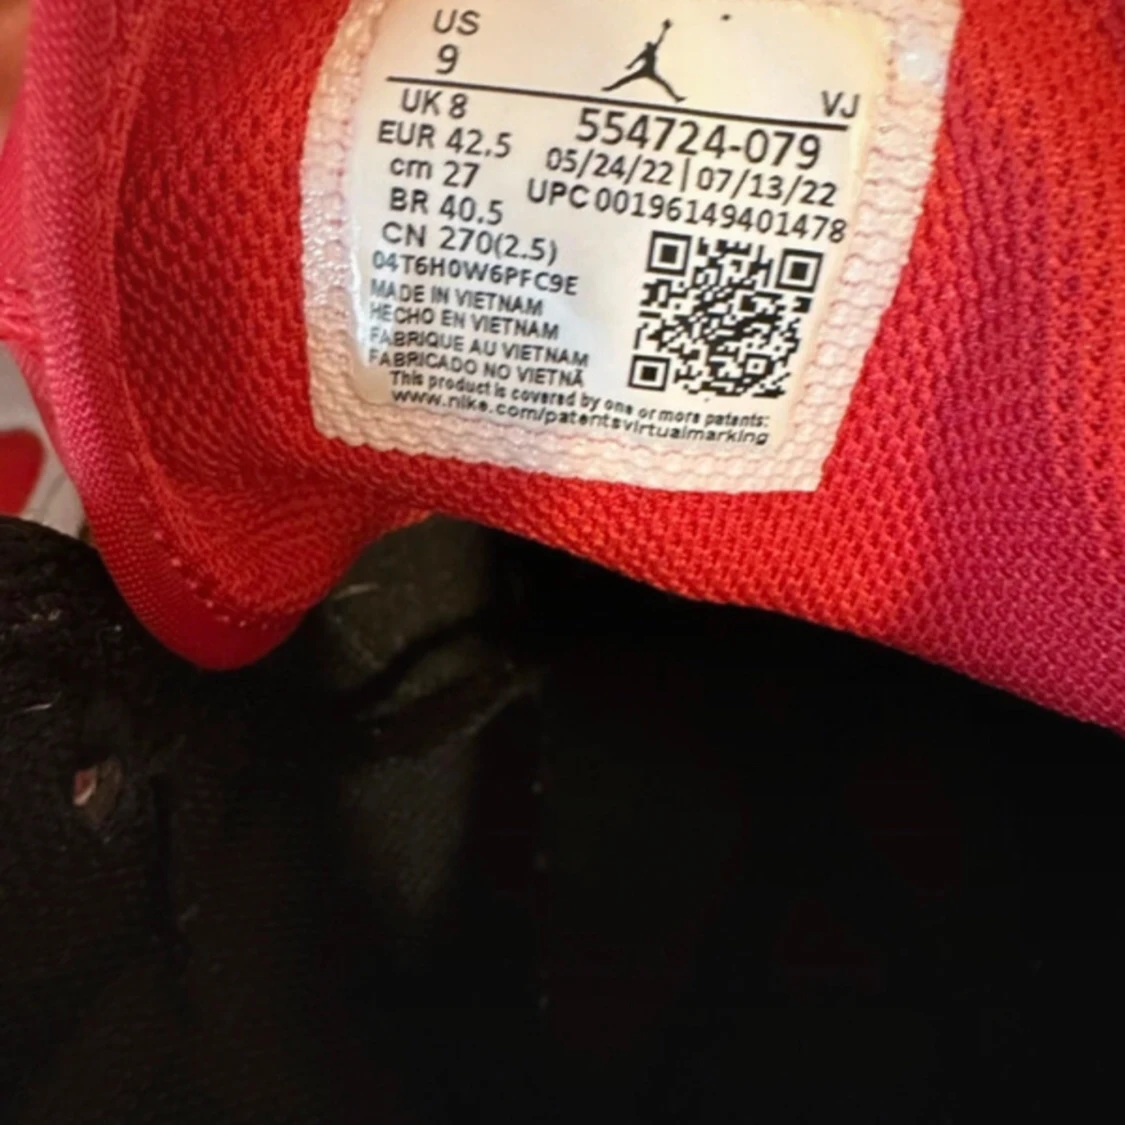 US
9
VJ
UK 8
EUR 42.5
cm 27
BR 40.5
CN 270(2.5)
04T6H0W6PFC9E
MADE IN VIETNAM
HECHO EN VIETNAM
FABRIQUE AU VIETNAM
FABRICADO NO VIETNÃ
554724-079
05/24/22 | 07/13/22
UPC 00196149401478
This product is covered by one or more patents:
www.nike.com/patentsvirtualmarking